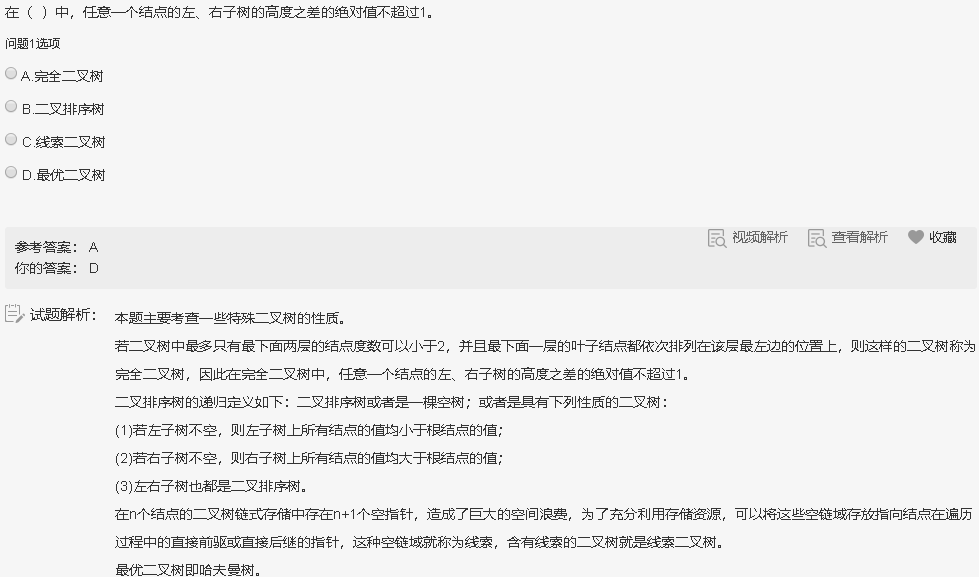 在（ ）中，任意一个结点的左、右子树的高度之差的绝对值不超过1。
问题1选项
A.完全二叉树
B.二叉排序树
C.线索二叉树
D.最优二叉树
视频解析 查看解析 收藏
参考答案： A
你的答案： D
试题解析： 本题主要考查一些特殊二叉树的性质。
若二叉树中最多只有最下面两层的结点度数可以小于2，并且最下面一层的叶子结点都依次排列在该层最左边的位置上，则这样的二叉树称为
完全二叉树，因此在完全二叉树中，任意一个结点的左、右子树的高度之差的绝对值不超过1。
二叉排序树的递归定义如下：二叉排序树或者是一棵空树；或者是具有下列性质的二叉树：
(1)若左子树不空，则左子树上所有结点的值均小于根结点的值；
(2)若右子树不空，则右子树上所有结点的值均大于根结点的值；
(3)左右子树也都是二叉排序树。
在n个结点的二叉树链式存储中存在n+1个空指针，造成了巨大的空间浪费，为了充分利用存储资源，可以将这些空链域存放指向结点在遍历
过程中的直接前驱或直接后继的指针，这种空链域就称为线索，含有线索的二叉树就是线索二叉树。
最优二叉树即哈夫曼树。